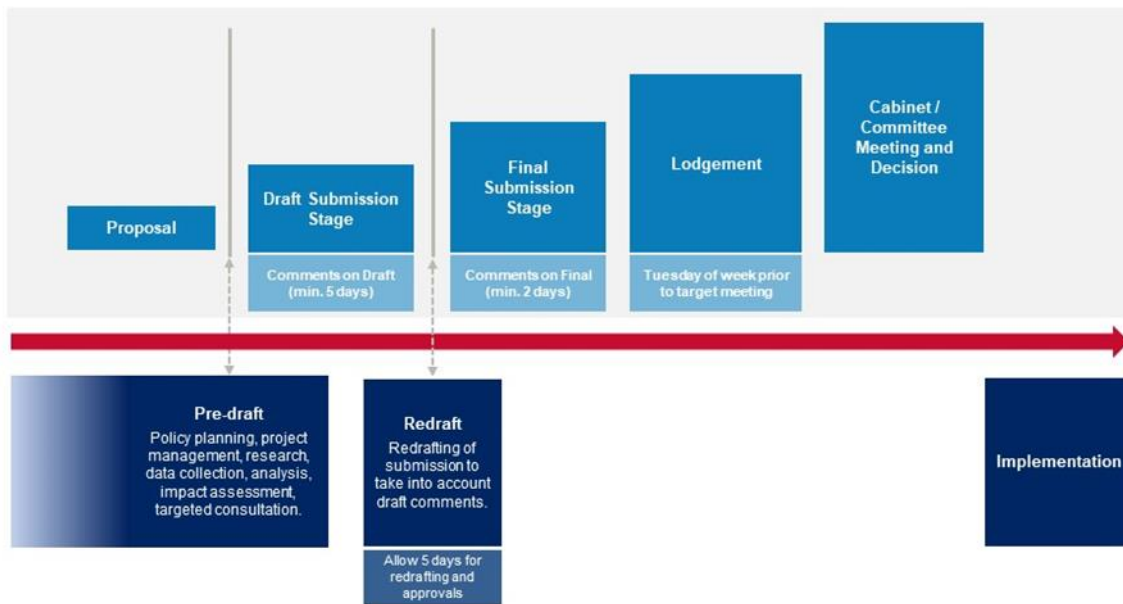 Proposal
Draft Submission
Stage
Comments on Draft
(min. 5 days)
Final
Submission
Stage
Comments on Final
(min. 2 days)
Lodgement
Tuesday of week prior
to target meeting
Cabinet /
Committee
Meeting and
Decision
Pre-draft
Policy planning, project
management, research,
data collection, analysis,
impact assessment,
targeted consultation.
Redraft
Redrafting of
submission to
take into account
draft comments.
Allow 5 days for
redrafting and
approvals
Implementation